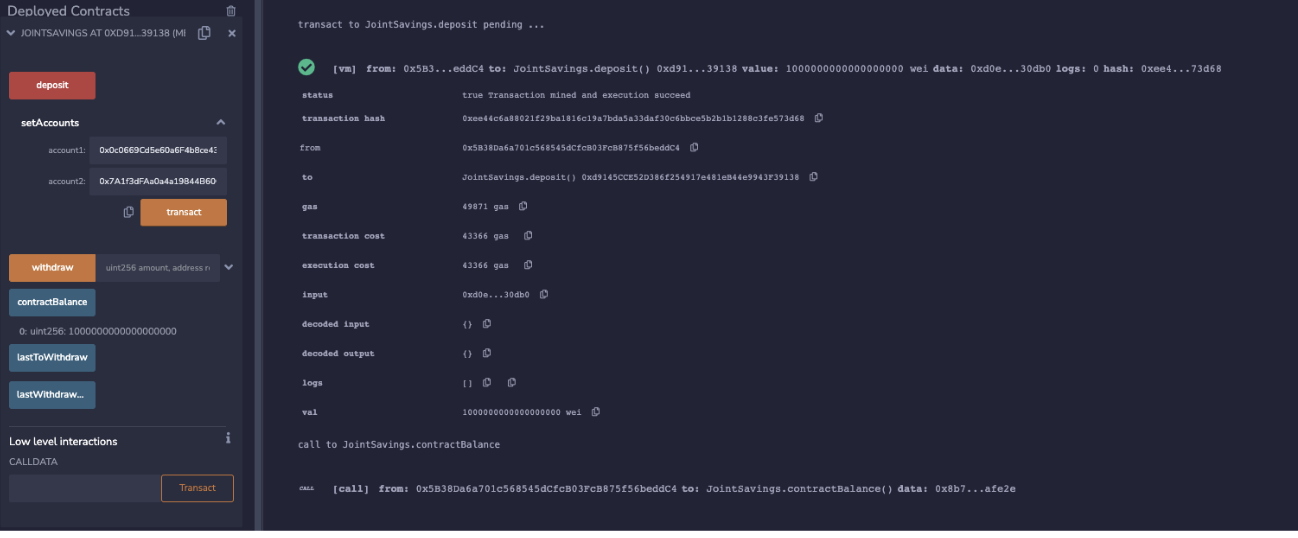 Deployed Contracts
JOINTSAVINGS AT 0XD91...39138 (MI
deposit
setAccounts
account1: 0x0c0669Cd5e60a6F4b8ce43
account2: 0x7A1f3dFAa0a4a19844B60
transact
withdraw uint256 amount, address r
contractBalance
0: uint256: 1000000000000000000
lastToWithdraw
lastWithdraw...
Low level interactions
CALLDATA
Transact
transact to JointSavings.deposit pending ...
[vm] from: 0x5B3...eddC4 to: JointSavings.deposit() 0xd91...39138 value: 1000000000000000000 wei data: 0xd0e...30db0 logs: 0 hash: 0xee4...73d68
status true Transaction mined and execution succeed
transaction hash 0xee44c6a88021f29ba1816c19a7bda5a33daf30c6bbce5b2b1b1288c3fe573d68
from 0x5B38Da6a701c568545dCfcB03FcB875f56beddC4
to JointSavings.deposit() 0xd9145CCE52D386f254917e481eB44e9943F39138
gas 49871 gas
transaction cost 43366 gas
execution cost 43366 gas
input 0xd0e...30db0
decoded input {}
decoded output {}
logs []
val 1000000000000000000 wei
call to JointSavings.contractBalance
CALL [call] from: 0x5B38Da6a701c568545dCfcB03FcB875f56beddC4 to: JointSavings.contractBalance() data: 0x8b7...afe2e